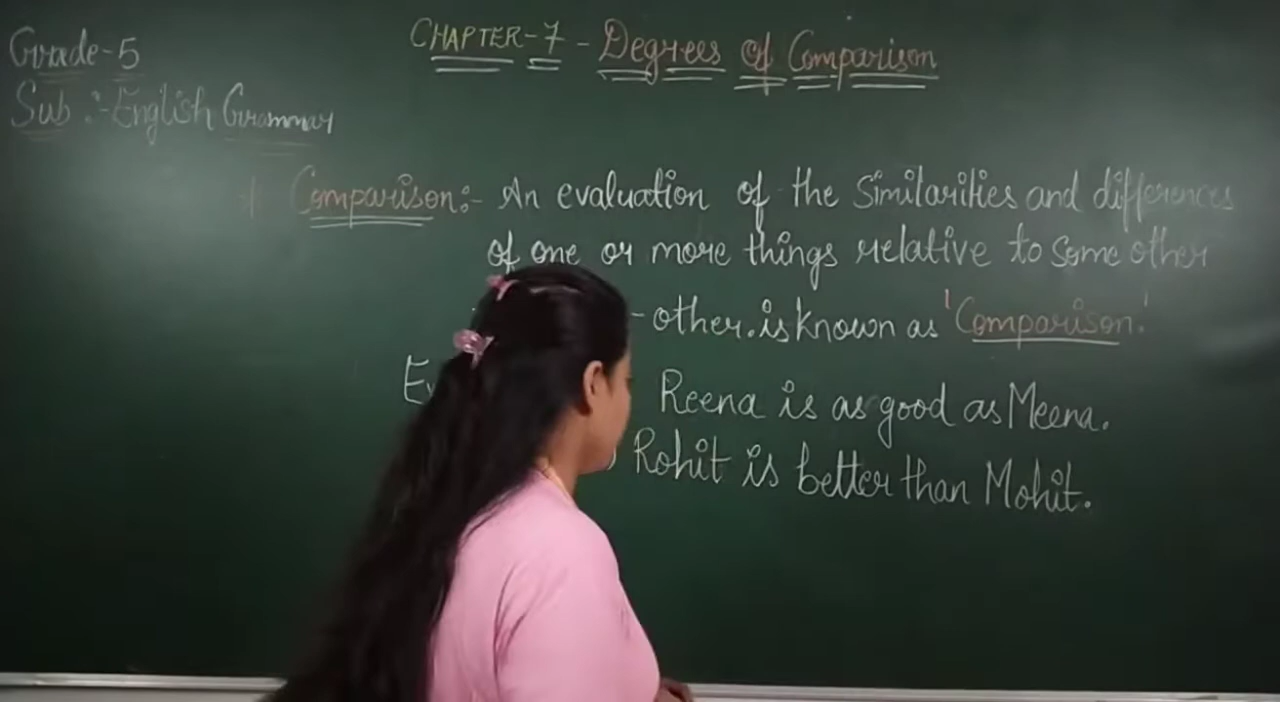 Grade-5
Sub :- English Grammar
CHAPTER-7 - Degrees of Comparison
Comparison:- An evaluation of the Similarities and differences
of one or more things relative to some other
- other. is known as 'Comparison.'
Reena is as good as Meena.
Rohit is better than Mohit.